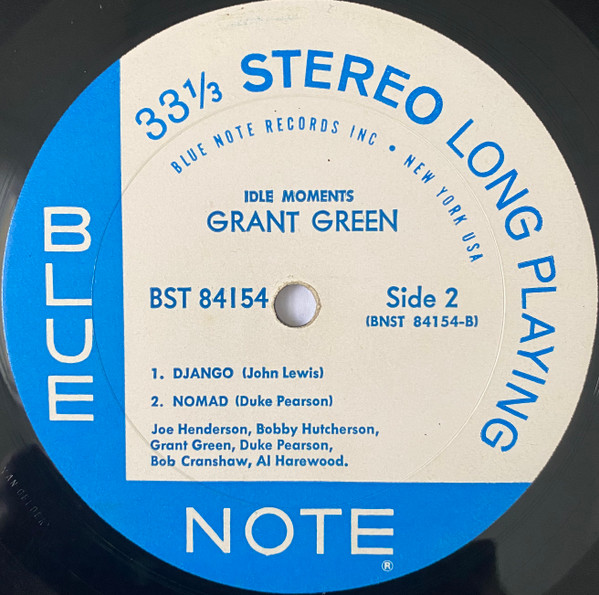 33⅓ STEREO LONG PLAYING
BLUE NOTE RECORDS INC • NEW YORK USA
IDLE MOMENTS
GRANT GREEN
BST 84154
Side 2
(BNST 84154-B)
1. DJANGO (John Lewis)
2. NOMAD (Duke Pearson)
Joe Henderson, Bobby Hutcherson,
Grant Green, Duke Pearson,
Bob Cranshaw, Al Harewood.
BLUE
NOTE
®